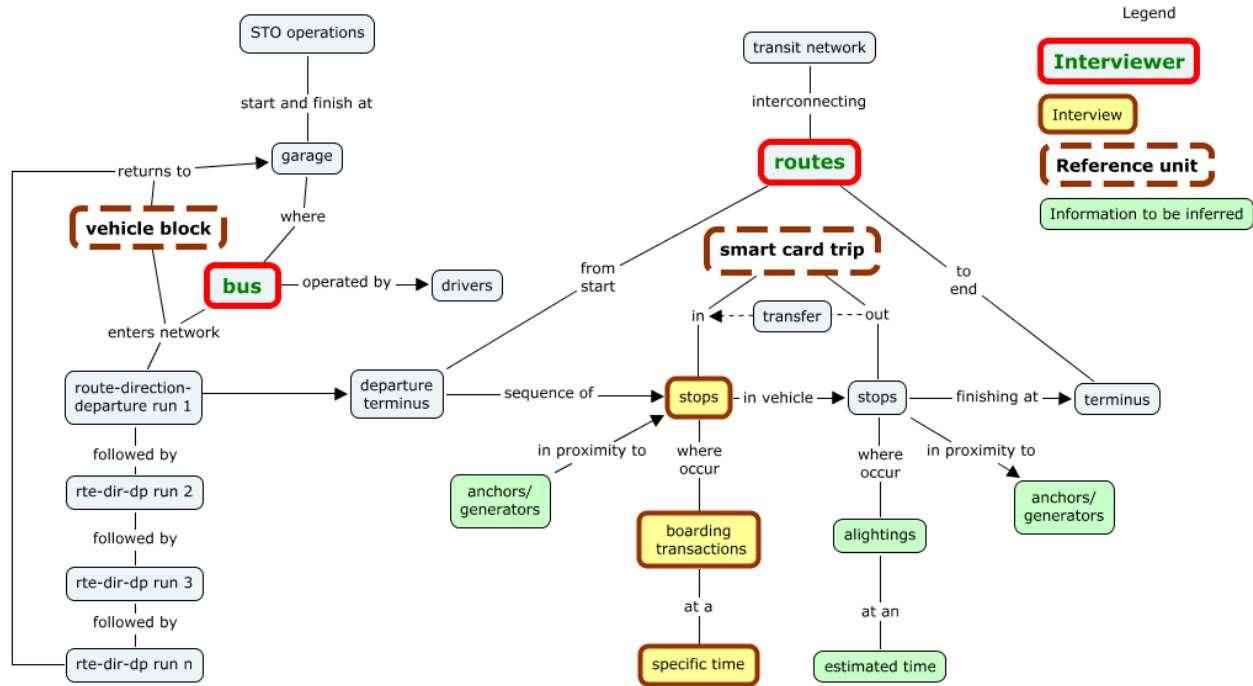 STO operations
start and finish at
garage
returns to
where
vehicle block
bus
operated by
drivers
enters network
route-direction-
departure run 1
followed by
rte-dir-dp run 2
followed by
rte-dir-dp run 3
followed by
rte-dir-dp run n
transit network
interconnecting
routes
from
start
smart card trip
to
end
in
transfer
out
departure
terminus
sequence of
stops
in vehicle
stops
finishing at
terminus
in proximity to
anchors/
generators
where
occur
boarding
transactions
at a
specific time
where
occur
alightings
at an
estimated time
in proximity to
anchors/
generators
Legend
Interviewer
Interview
Reference unit
Information to be inferred